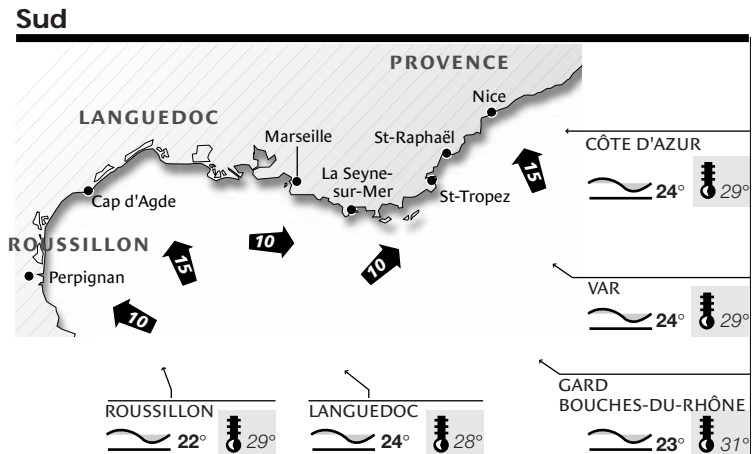 Sud
PROVENCE
Nice
LANGUEDOC
Marseille
St-Raphaël
CÔTE D'AZUR
La Seyne-
sur-Mer
15
24° 29°
Cap d'Agde
St-Tropez
ROUSSILLON
15
10
10
Perpignan
VAR
10
24° 29°
GARD
BOUCHES-DU-RHÔNE
23° 31°
ROUSSILLON
22° 29°
LANGUEDOC
24° 28°